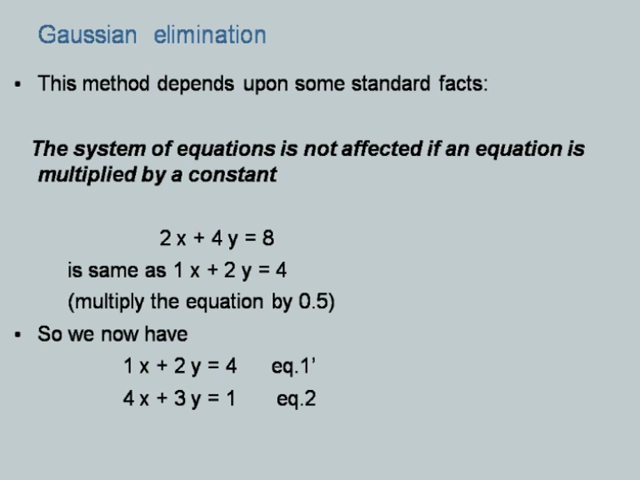 Gaussian elimination
▪ This method depends upon some standard facts:
The system of equations is not affected if an equation is
multiplied by a constant
2 x + 4 y = 8
is same as 1 x + 2 y = 4
(multiply the equation by 0.5)
▪ So we now have
1 x + 2 y = 4 eq.1’
4 x + 3 y = 1 eq.2